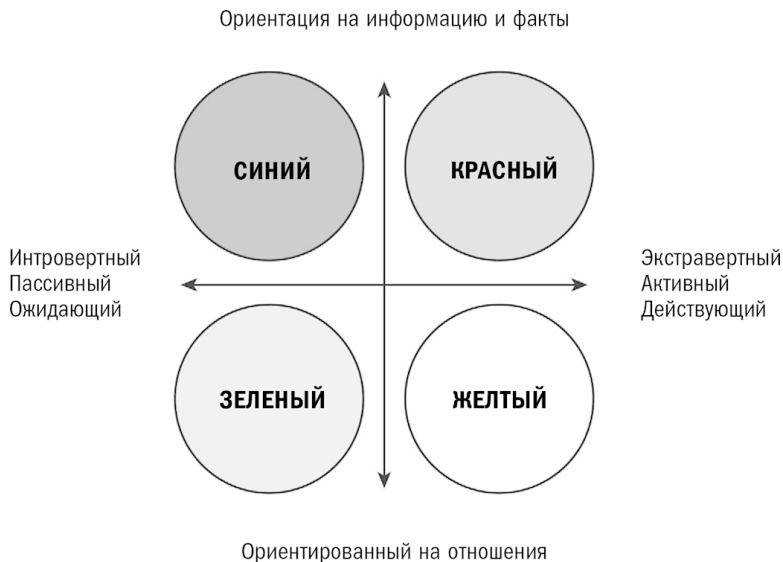 Ориентация на информацию и факты
СИНИЙ
КРАСНЫЙ
Интровертный
Пассивный
Ожидающий
Экстравертный
Активный
Действующий
ЗЕЛЕНЫЙ
ЖЕЛТЫЙ
Ориентированный на отношения